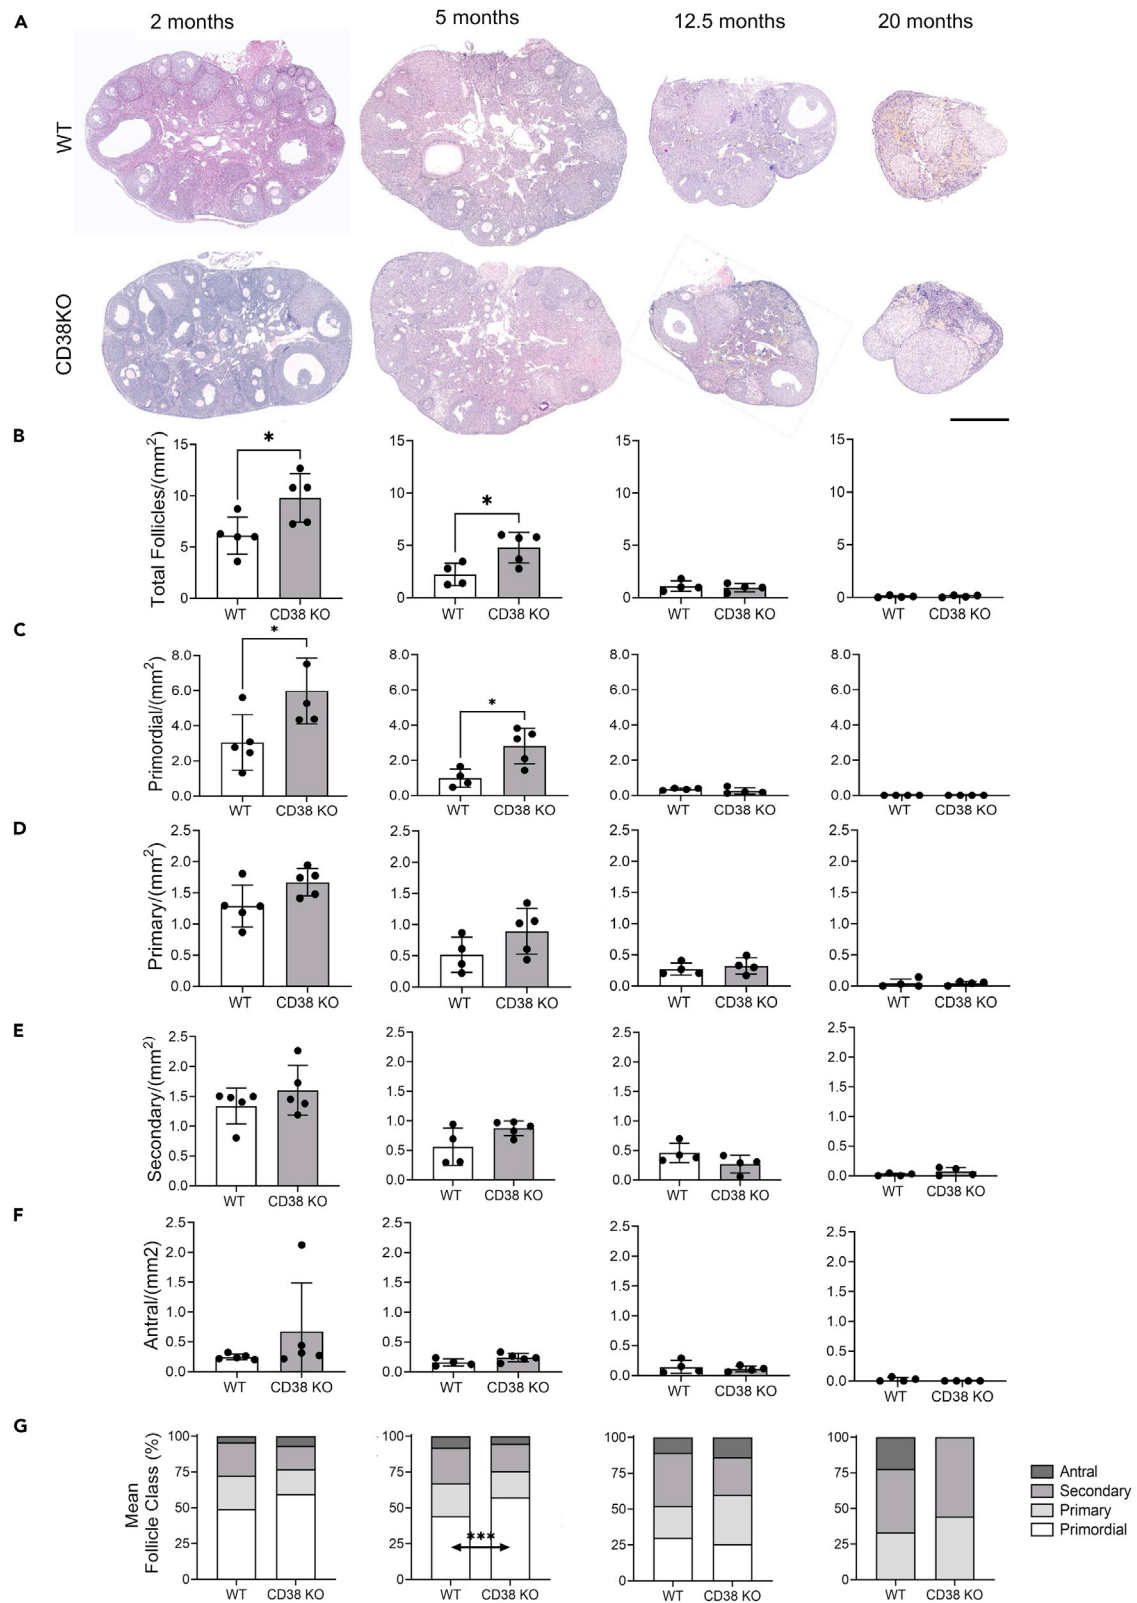 A
2 months
5 months
12.5 months
20 months
WT
CD38KO
B
Total Follicles/(mm²)
15
10
5
0
*
WT
CD38 KO
15
10
5
0
*
WT
CD38 KO
15
10
5
0
WT
CD38 KO
15
10
5
0
WT
CD38 KO
C
Primordial/(mm²)
8.0
6.0
4.0
2.0
0.0
*
WT
CD38 KO
8.0
6.0
4.0
2.0
0.0
*
WT
CD38 KO
8.0
6.0
4.0
2.0
0.0
WT
CD38 KO
8.0
6.0
4.0
2.0
0.0
WT
CD38 KO
D
Primary/(mm²)
2.5
2.0
1.5
1.0
0.5
0.0
WT
CD38 KO
2.5
2.0
1.5
1.0
0.5
0.0
WT
CD38 KO
2.5
2.0
1.5
1.0
0.5
0.0
WT
CD38 KO
2.5
2.0
1.5
1.0
0.5
0.0
WT
CD38 KO
E
Secondary/(mm²)
2.5
2.0
1.5
1.0
0.5
0.0
WT
CD38 KO
2.5
2.0
1.5
1.0
0.5
0.0
WT
CD38 KO
2.5
2.0
1.5
1.0
0.5
0.0
WT
CD38 KO
2.5
2.0
1.5
1.0
0.5
0.0
WT
CD38 KO
F
Antral/(mm2)
2.5
2.0
1.5
1.0
0.5
0.0
WT
CD38 KO
2.5
2.0
1.5
1.0
0.5
0.0
WT
CD38 KO
2.5
2.0
1.5
1.0
0.5
0.0
WT
CD38 KO
2.5
2.0
1.5
1.0
0.5
0.0
WT
CD38 KO
G
Mean
Follicle Class (%)
100
75
50
25
0
WT
CD38 KO
100
75
50
25
0
***
WT
CD38 KO
100
75
50
25
0
WT
CD38 KO
100
75
50
25
0
WT
CD38 KO
Antral
Secondary
Primary
Primordial